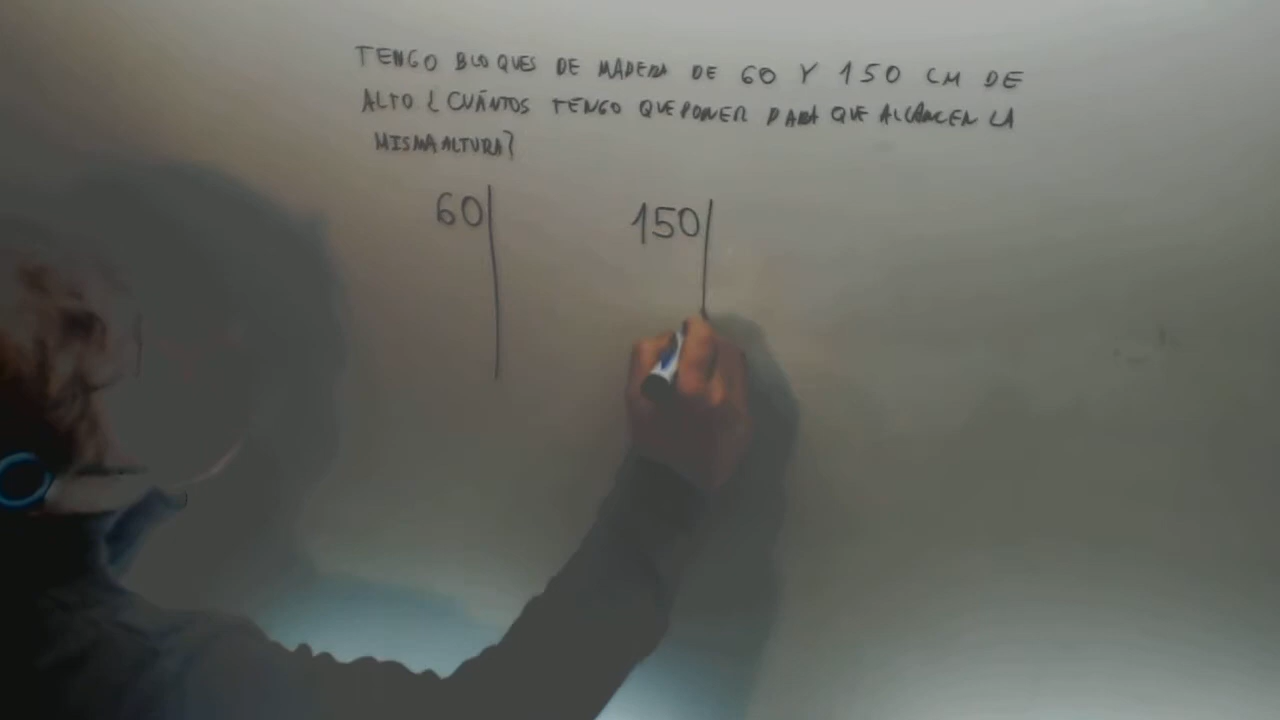 TENGO BLOQUES DE MADERA DE 60 Y 150 CM DE
ALTO ¿CUÁNTOS TENGO QUE PONER PARA QUE ALCANCEN LA
MISMA ALTURA?
60 150